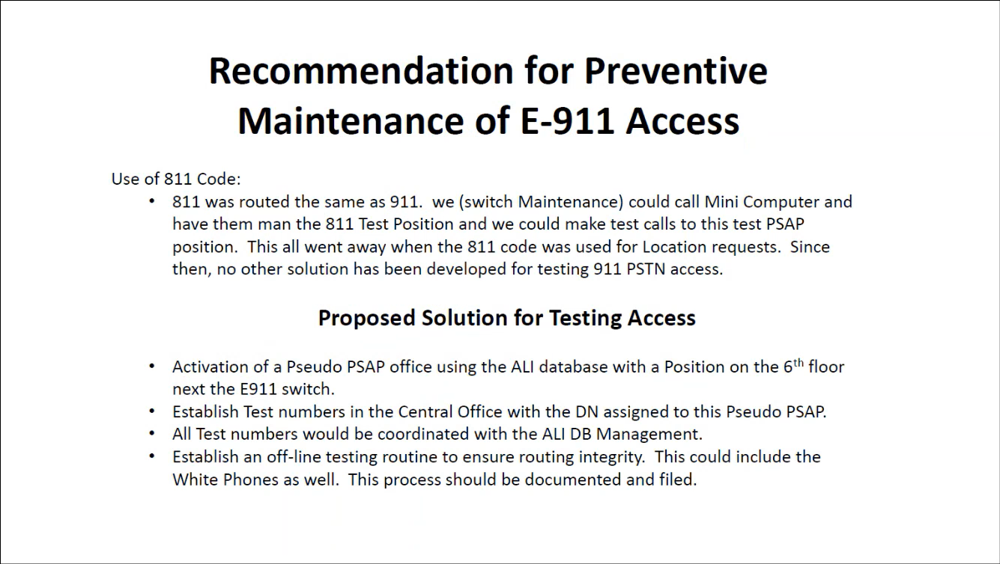 Recommendation for Preventive
Maintenance of E-911 Access
Use of 811 Code:
• 811 was routed the same as 911.  we (switch Maintenance) could call Mini Computer and
have them man the 811 Test Position and we could make test calls to this test PSAP
position.  This all went away when the 811 code was used for Location requests.  Since
then, no other solution has been developed for testing 911 PSTN access.
Proposed Solution for Testing Access
• Activation of a Pseudo PSAP office using the ALI database with a Position on the 6th floor
next the E911 switch.
• Establish Test numbers in the Central Office with the DN assigned to this Pseudo PSAP.
• All Test numbers would be coordinated with the ALI DB Management.
• Establish an off-line testing routine to ensure routing integrity.  This could include the
White Phones as well.  This process should be documented and filed.